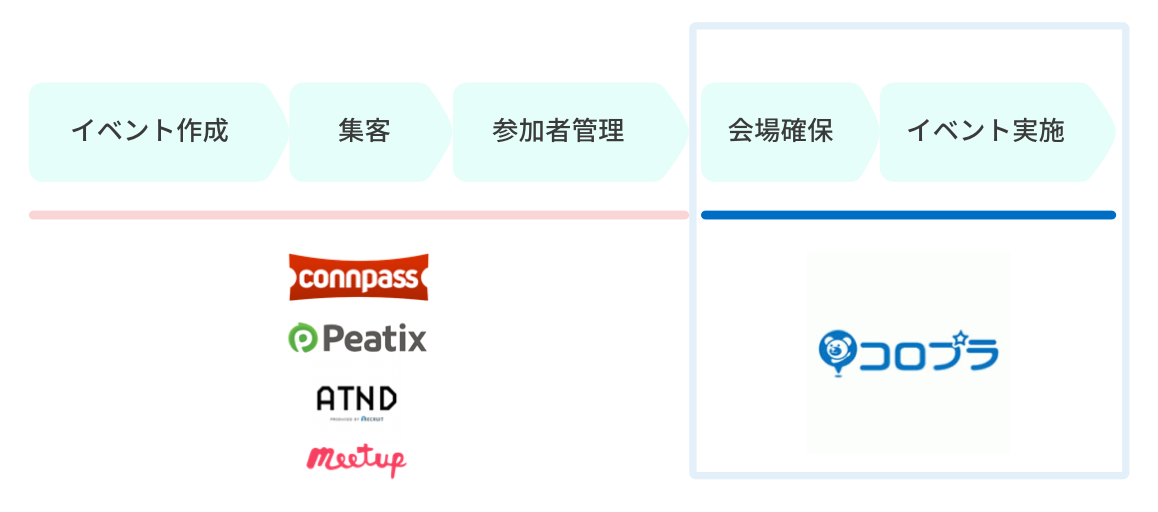 イベント作成
集客
参加者管理
会場確保
イベント実施
connpass
Peatix
ATND
PRODUCED BY RECRUIT
meetup
コロプラ